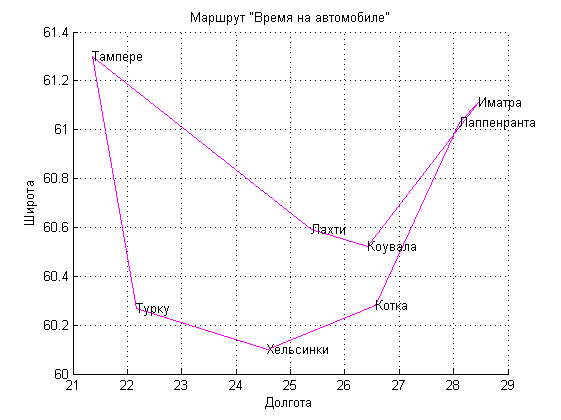 Маршрут "Время на автомобиле"
61.4
61.2
61
60.8
60.6
60.4
60.2
60
Широта
Тампере
Иматра
Лаппенранта
Лахти
Коувала
Котка
Турку
Хельсинки
21 22 23 24 25 26 27 28 29
Долгота